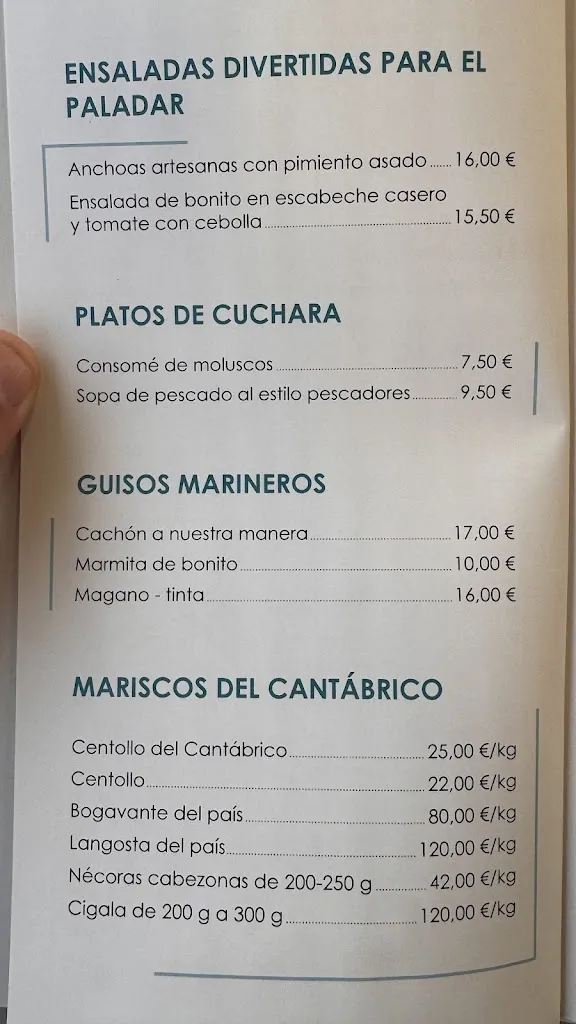 ENSALADAS DIVERTIDAS PARA EL
PALADAR
Anchoas artesanas con pimiento asado ...... 16,00 €
Ensalada de bonito en escabeche casero
y tomate con cebolla ...... 15,50 €
PLATOS DE CUCHARA
Consomé de moluscos ...... 7,50 €
Sopa de pescado al estilo pescadores ...... 9,50 €
GUISOS MARINEROS
Cachón a nuestra manera ...... 17,00 €
Marmita de bonito ...... 10,00 €
Magano - tinta ...... 16,00 €
MARISCOS DEL CANTÁBRICO
Centollo del Cantábrico ...... 25,00 €/kg
Centollo ...... 22,00 €/kg
Bogavante del país ...... 80,00 €/kg
Langosta del país ...... 120,00 €/kg
Nécoras cabezonas de 200-250 g ...... 42,00 €/kg
Cigala de 200 g a 300 g ...... 120,00 €/kg